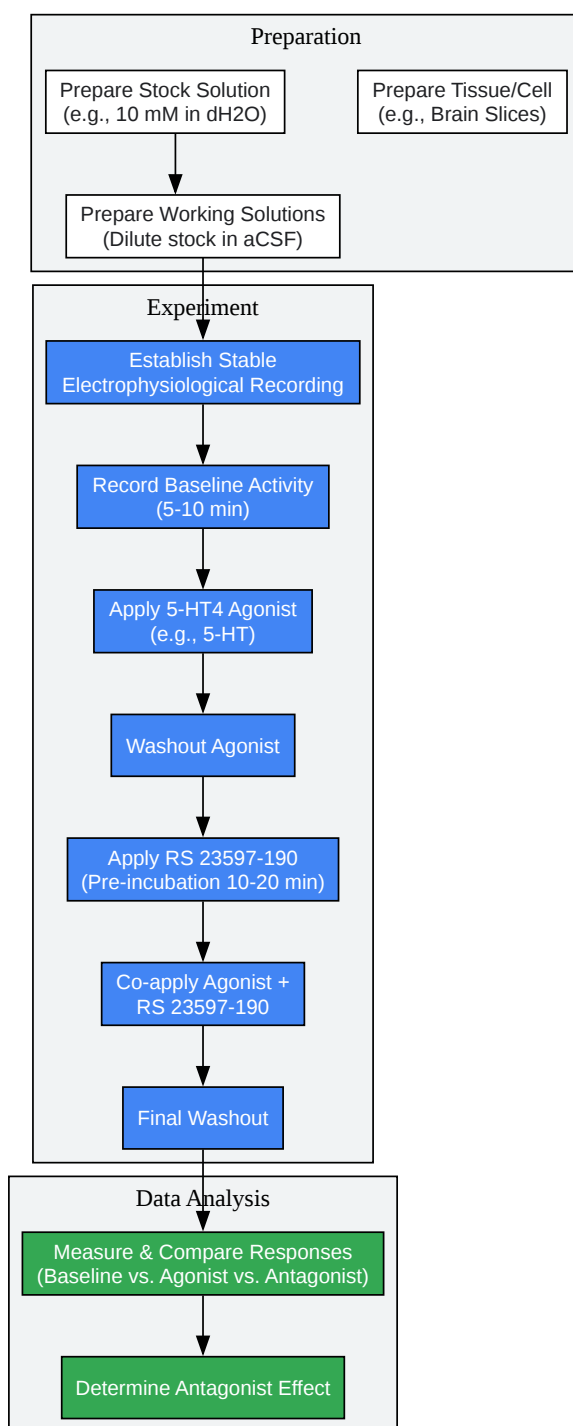 Preparation
Prepare Stock Solution
(e.g., 10 mM in dH2O)
Prepare Tissue/Cell
(e.g., Brain Slices)
Prepare Working Solutions
(Dilute stock in aCSF)
Experiment
Establish Stable
Electrophysiological Recording
Record Baseline Activity
(5-10 min)
Apply 5-HT4 Agonist
(e.g., 5-HT)
Washout Agonist
Apply RS 23597-190
(Pre-incubation 10-20 min)
Co-apply Agonist +
RS 23597-190
Final Washout
Data Analysis
Measure & Compare Responses
(Baseline vs. Agonist vs. Antagonist)
Determine Antagonist Effect